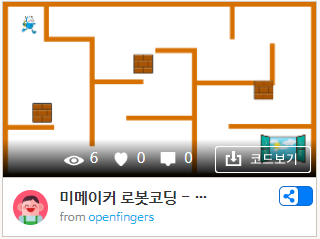 6 0 0 코드보기
미메이커 로봇코딩 - ...
from openfingers